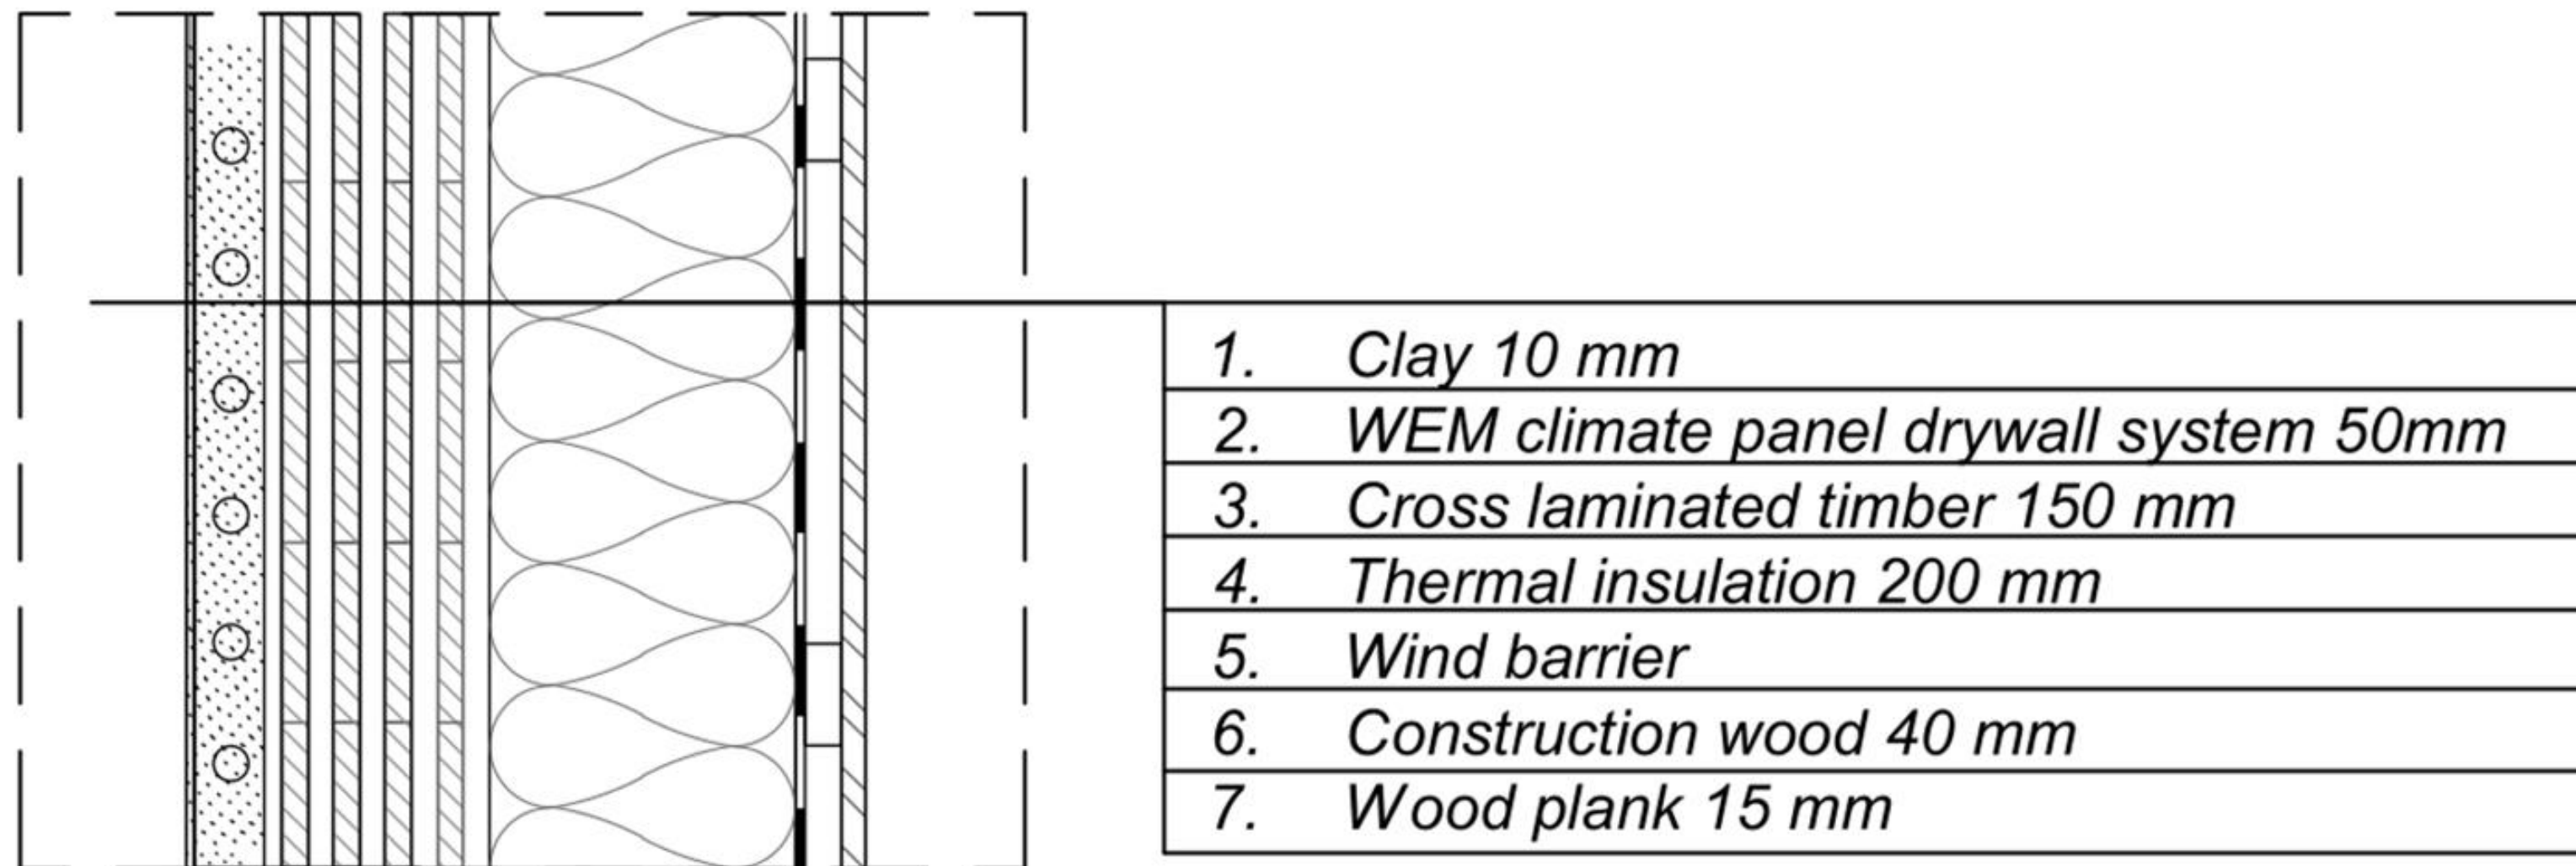 1. Clay 10 mm
2. WEM climate panel drywall system 50mm
3. Cross laminated timber 150 mm
4. Thermal insulation 200 mm
5. Wind barrier
6. Construction wood 40 mm
7. Wood plank 15 mm